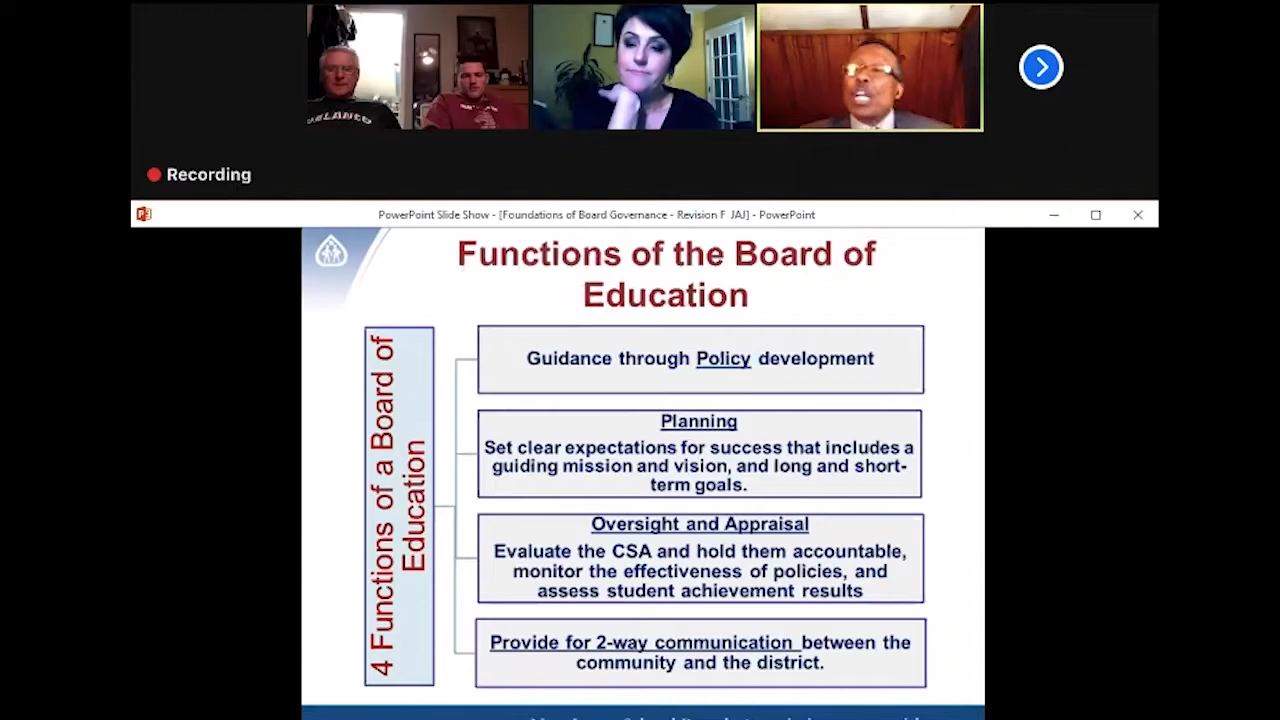 DELANCO
Recording
PowerPoint Slide Show - [Foundations of Board Governance - Revision F JAJ] - PowerPoint
Functions of the Board of
Education
4 Functions of a Board of
Education
Guidance through Policy development
Planning
Set clear expectations for success that includes a
guiding mission and vision, and long and short-
term goals.
Oversight and Appraisal
Evaluate the CSA and hold them accountable,
monitor the effectiveness of policies, and
assess student achievement results
Provide for 2-way communication between the
community and the district.